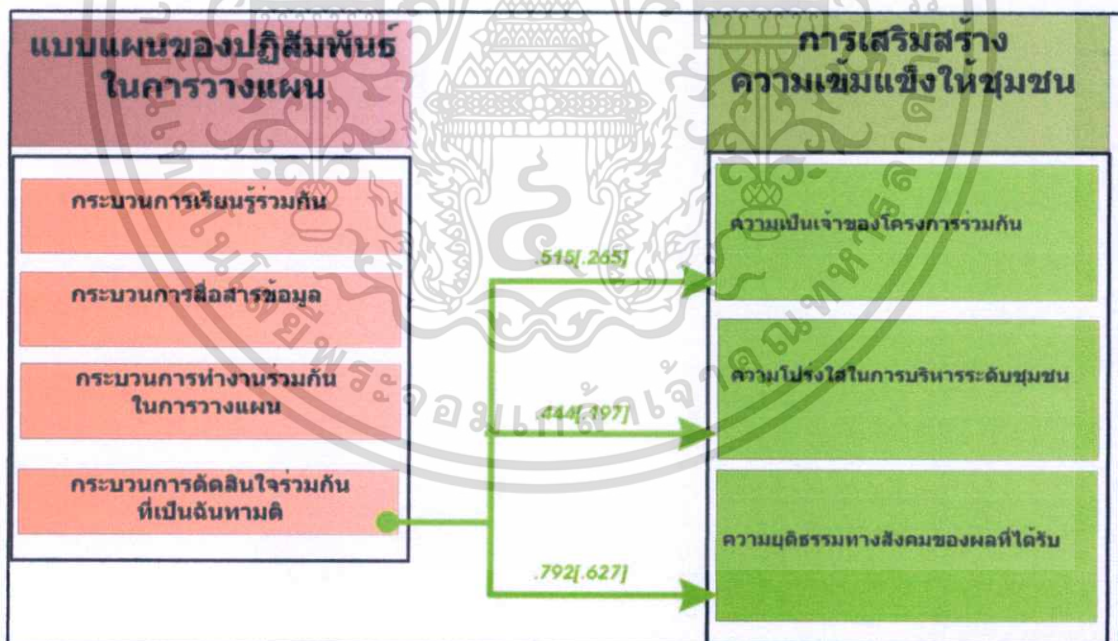 แบบแผนของปฏิสัมพันธ์
ในการวางแผน
กระบวนการเรียนรู้ร่วมกัน
กระบวนการสื่อสารข้อมูล
กระบวนการทำงานร่วมกัน
ในการวางแผน
กระบวนการตัดสินใจร่วมกัน
ที่เป็นฉันทามติ
.515[.265]
.444[.197]
.792[.627]
การเสริมสร้าง
ความเข้มแข็งให้ชุมชน
ความเป็นเจ้าของโครงการร่วมกัน
ความโปร่งใสในการบริหารระดับชุมชน
ความยุติธรรมทางสังคมของผลที่ได้รับ